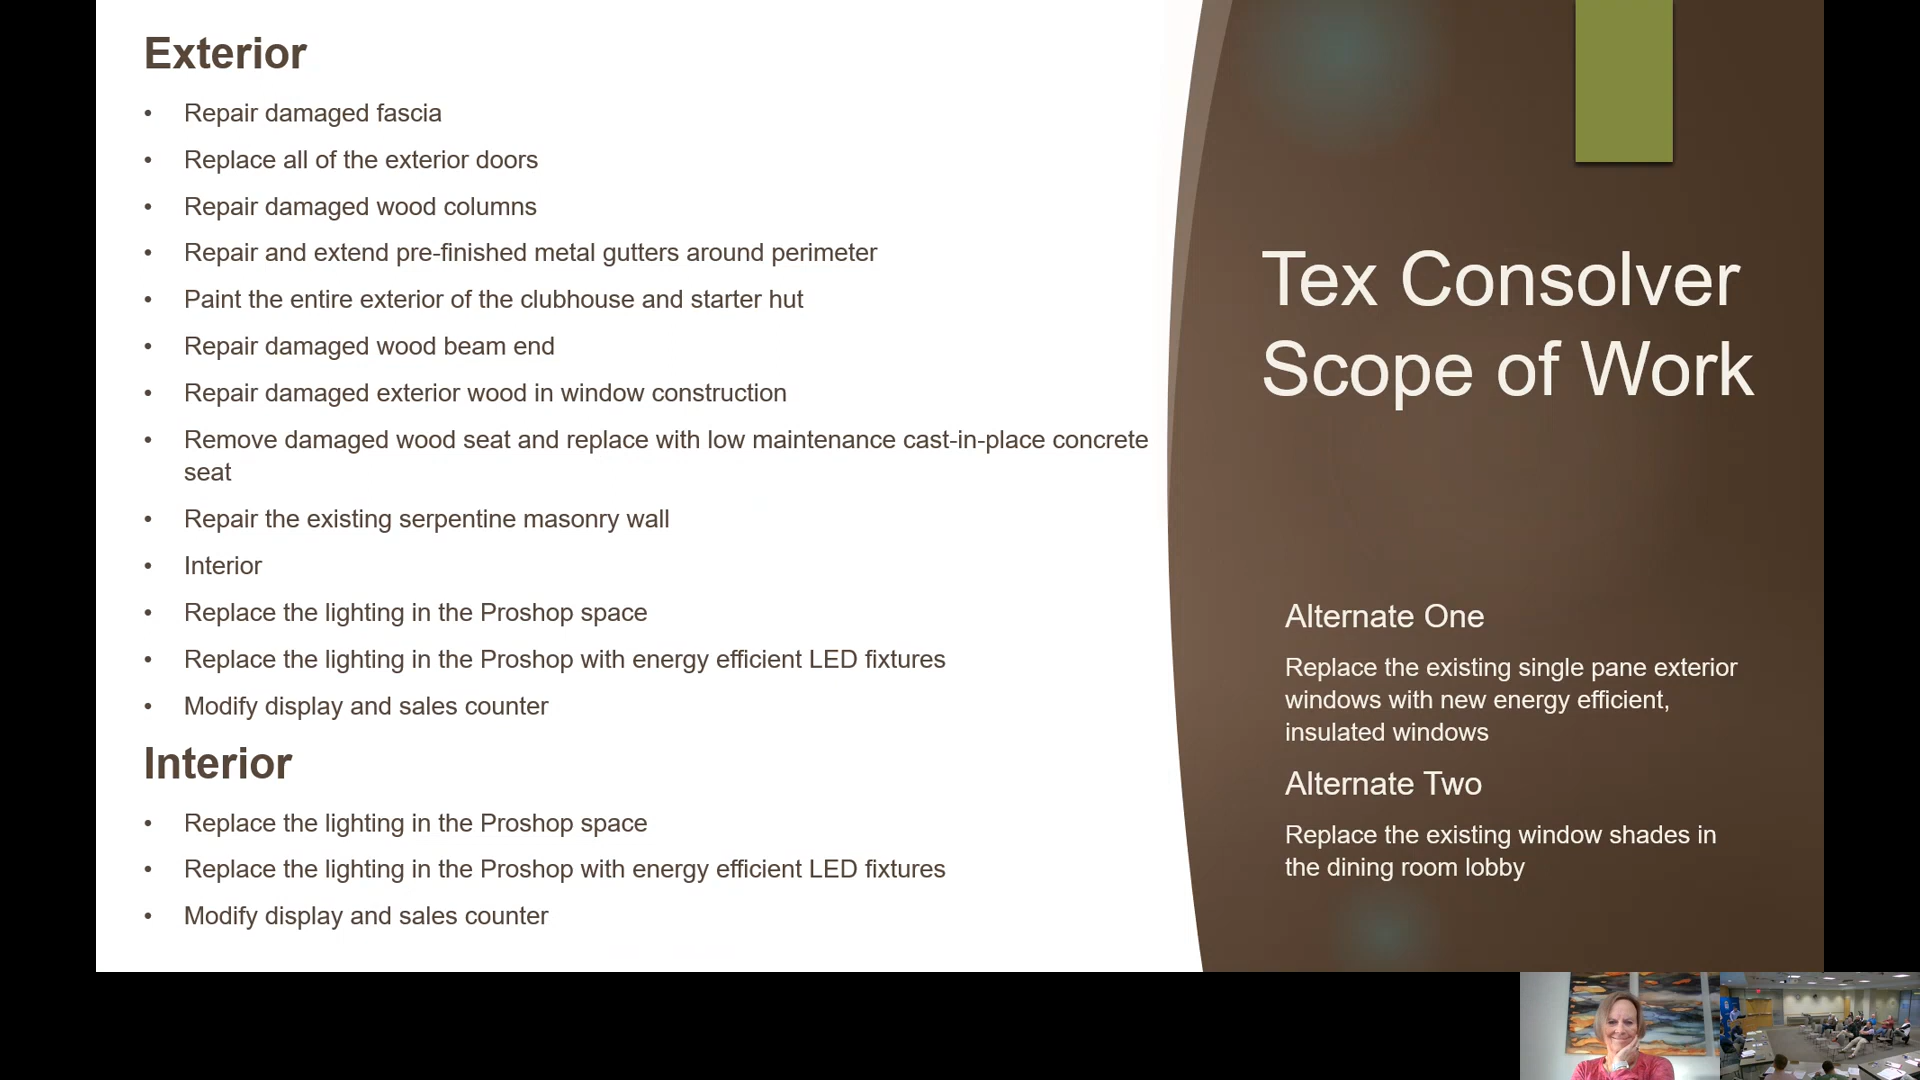 Exterior
• Repair damaged fascia
• Replace all of the exterior doors
• Repair damaged wood columns
• Repair and extend pre-finished metal gutters around perimeter
• Paint the entire exterior of the clubhouse and starter hut
• Repair damaged wood beam end
• Repair damaged exterior wood in window construction
• Remove damaged wood seat and replace with low maintenance cast-in-place concrete
seat
• Repair the existing serpentine masonry wall
• Interior
• Replace the lighting in the Proshop space
• Replace the lighting in the Proshop with energy efficient LED fixtures
• Modify display and sales counter
Interior
• Replace the lighting in the Proshop space
• Replace the lighting in the Proshop with energy efficient LED fixtures
• Modify display and sales counter
Tex Consolver
Scope of Work
Alternate One
Replace the existing single pane exterior
windows with new energy efficient,
insulated windows
Alternate Two
Replace the existing window shades in
the dining room lobby